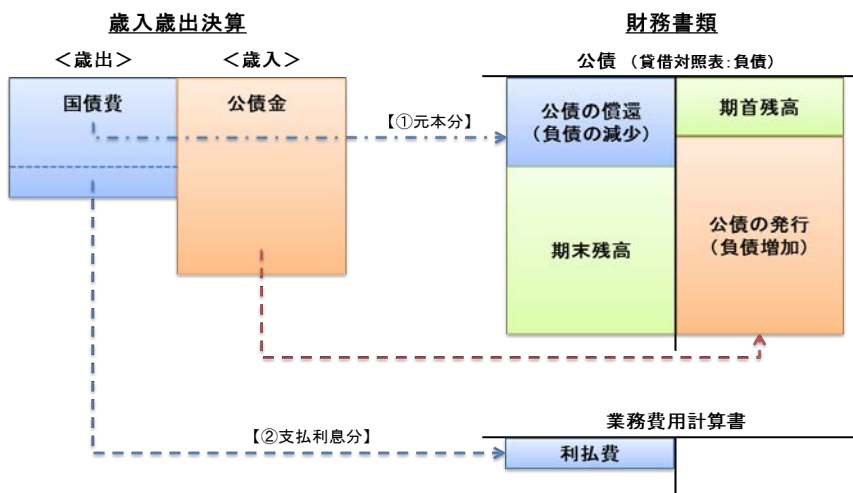 歳入歳出決算
財務書類
＜歳出＞
＜歳入＞
公債 （貸借対照表：負債）
国債費
公債金
【①元本分】
公債の償還
（負債の減少）
期首残高
期末残高
公債の発行
（負債増加）
業務費用計算書
【②支払利息分】
利払費